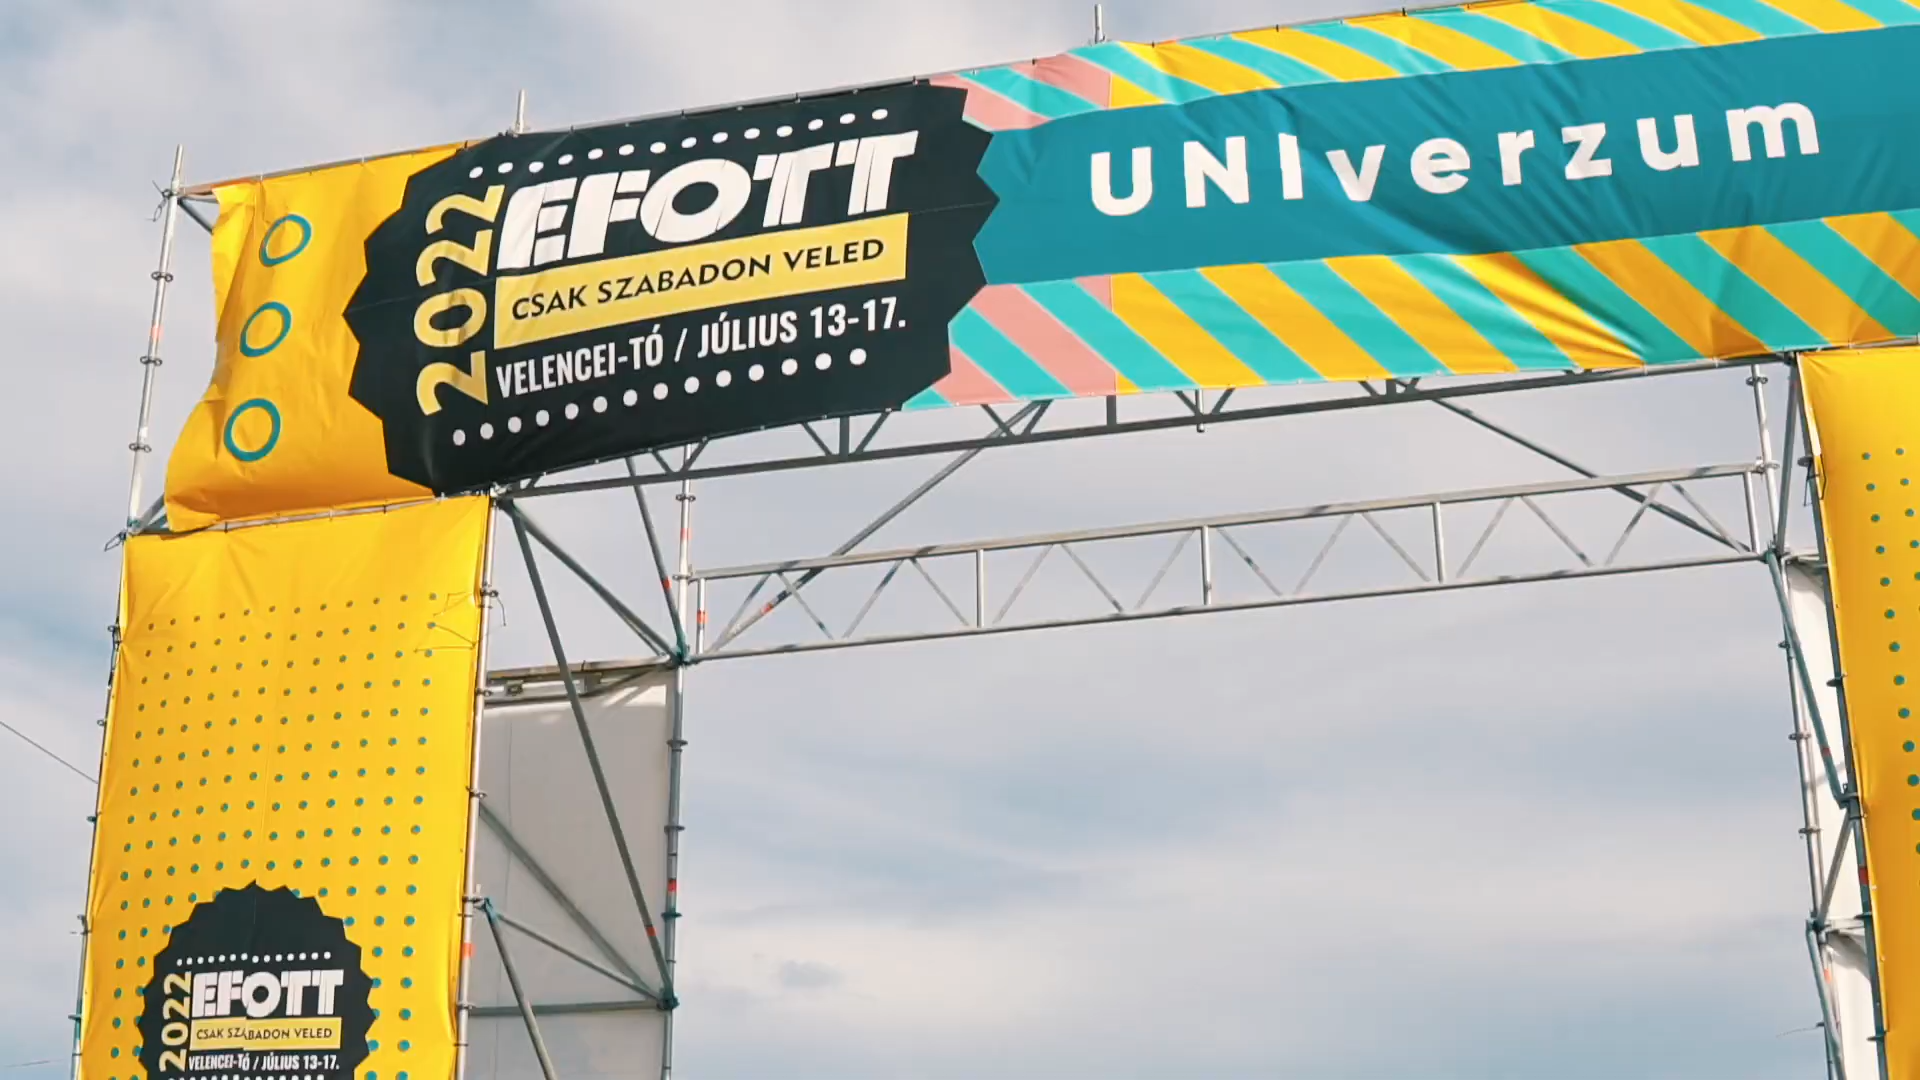 2022
EFOTT
CSAK SZABADON VELED
VELENCEI-TÓ / JÚLIUS 13-17.
UNIverzum
2022
EFOTT
CSAK SZABADON VELED
VELENCEI-TÓ / JÚLIUS 13-17.